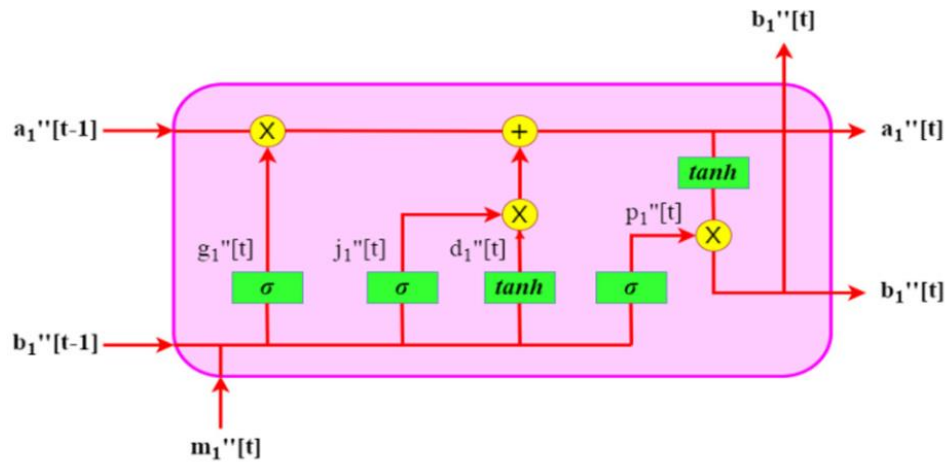 b₁''[t]
a₁''[t-1] X + a₁''[t]
tanh
X p₁''[t] X
g₁''[t] j₁''[t] d₁''[t]
σ σ tanh σ b₁''[t]
b₁''[t-1]
m₁''[t]